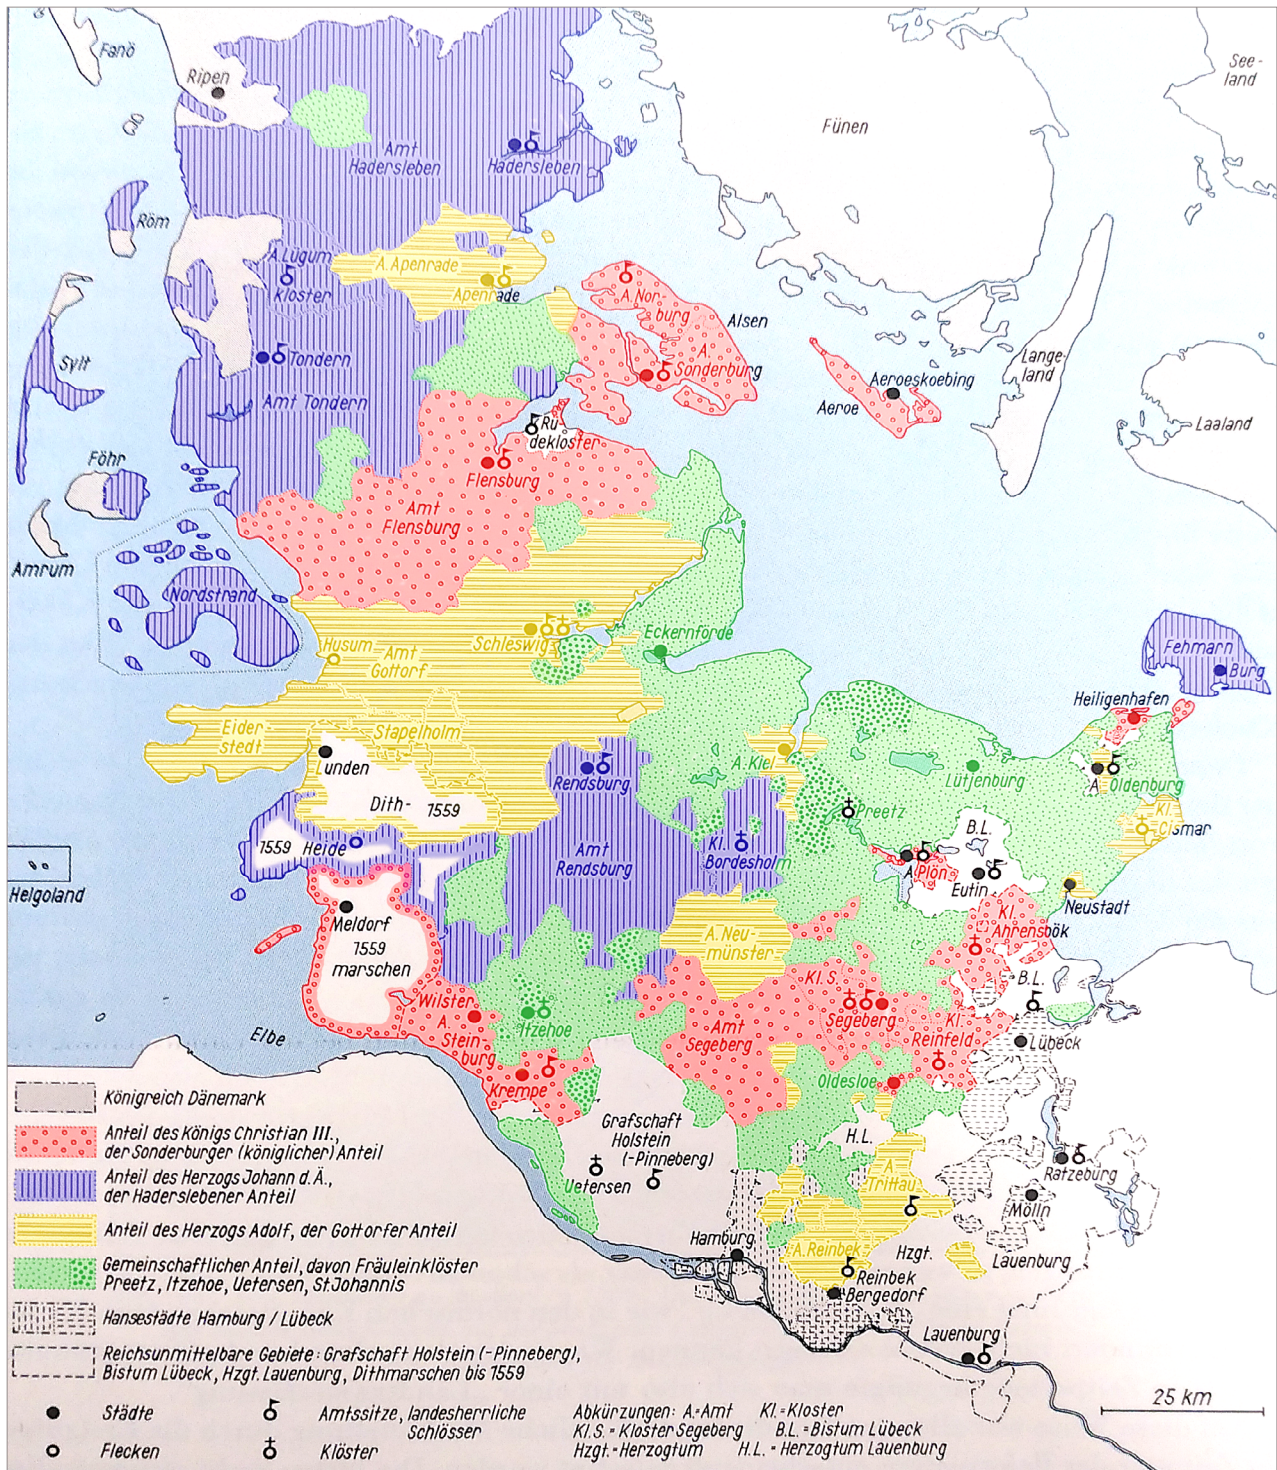 Fanö
Ripen
See-
land
Fünen
Amt
Hadersleben
Hadersleben
Röm
A. Lügum
Kloster
A. Apenrade
Apenrade
A. Nor-
burg
Alsen
A.
Sonderburg
Sylt
Tondern
Amt Tondern
Aeroeskoebing
Aeroe
Lange-
land
Laaland
Rü-
dekloster
Flensburg
Föhr
Amt
Flensburg
Amrum
Nordstrand
Schleswig
Eckernförde
Husum
Amt
Gottorf
Fehmarn
Burg
Heiligenhafen
Eider-
stedt
Stapelholm
Lunden
Dith-
1559
Rendsburg
A. Kiel
Lütjenburg
A
Oldenburg
Preetz
Kl.
Cismar
1559
Heide
Amt
Rendsburg
Kl.
Bordesholm
B.L.
A
Plön
Eutin
Neustadt
Helgoland
Meldorf
1559
marschen
A. Neu-
münster
Kl.
Ahrensbök
B.L.
Wilster
A.
Stein-
burg
Itzehoe
Kl.S.
Segeberg
Amt
Segeberg
Kl.
Reinfeld
Lübeck
Elbe
Krempe
Oldesloe
Grafschaft
Holstein
(-Pinneberg)
H.L.
Uetersen
A.
Trittau
Ratzeburg
Mölln
Hamburg
A. Reinbek
Hzgt.
Lauenburg
Reinbek
Bergedorf
Lauenburg
25 km
Königreich Dänemark
Anteil des Königs Christian III.,
der Sonderburger (königlicher) Anteil
Anteil des Herzogs Johann d. Ä.,
der Haderslebener Anteil
Anteil des Herzogs Adolf, der Gottorfer Anteil
Gemeinschaftlicher Anteil, davon Fräuleinklöster
Preetz, Itzehoe, Uetersen, St. Johannis
Hansestädte Hamburg / Lübeck
Reichsunmittelbare Gebiete: Grafschaft Holstein (-Pinneberg),
Bistum Lübeck, Hzgt. Lauenburg, Dithmarschen bis 1559
Städte
Amtssitze, landesherrliche
Schlösser
Flecken
Klöster
Abkürzungen: A.=Amt Kl.=Kloster
Kl.S.=Kloster Segeberg B.L.=Bistum Lübeck
Hzgt.=Herzogtum H.L.=Herzogtum Lauenburg